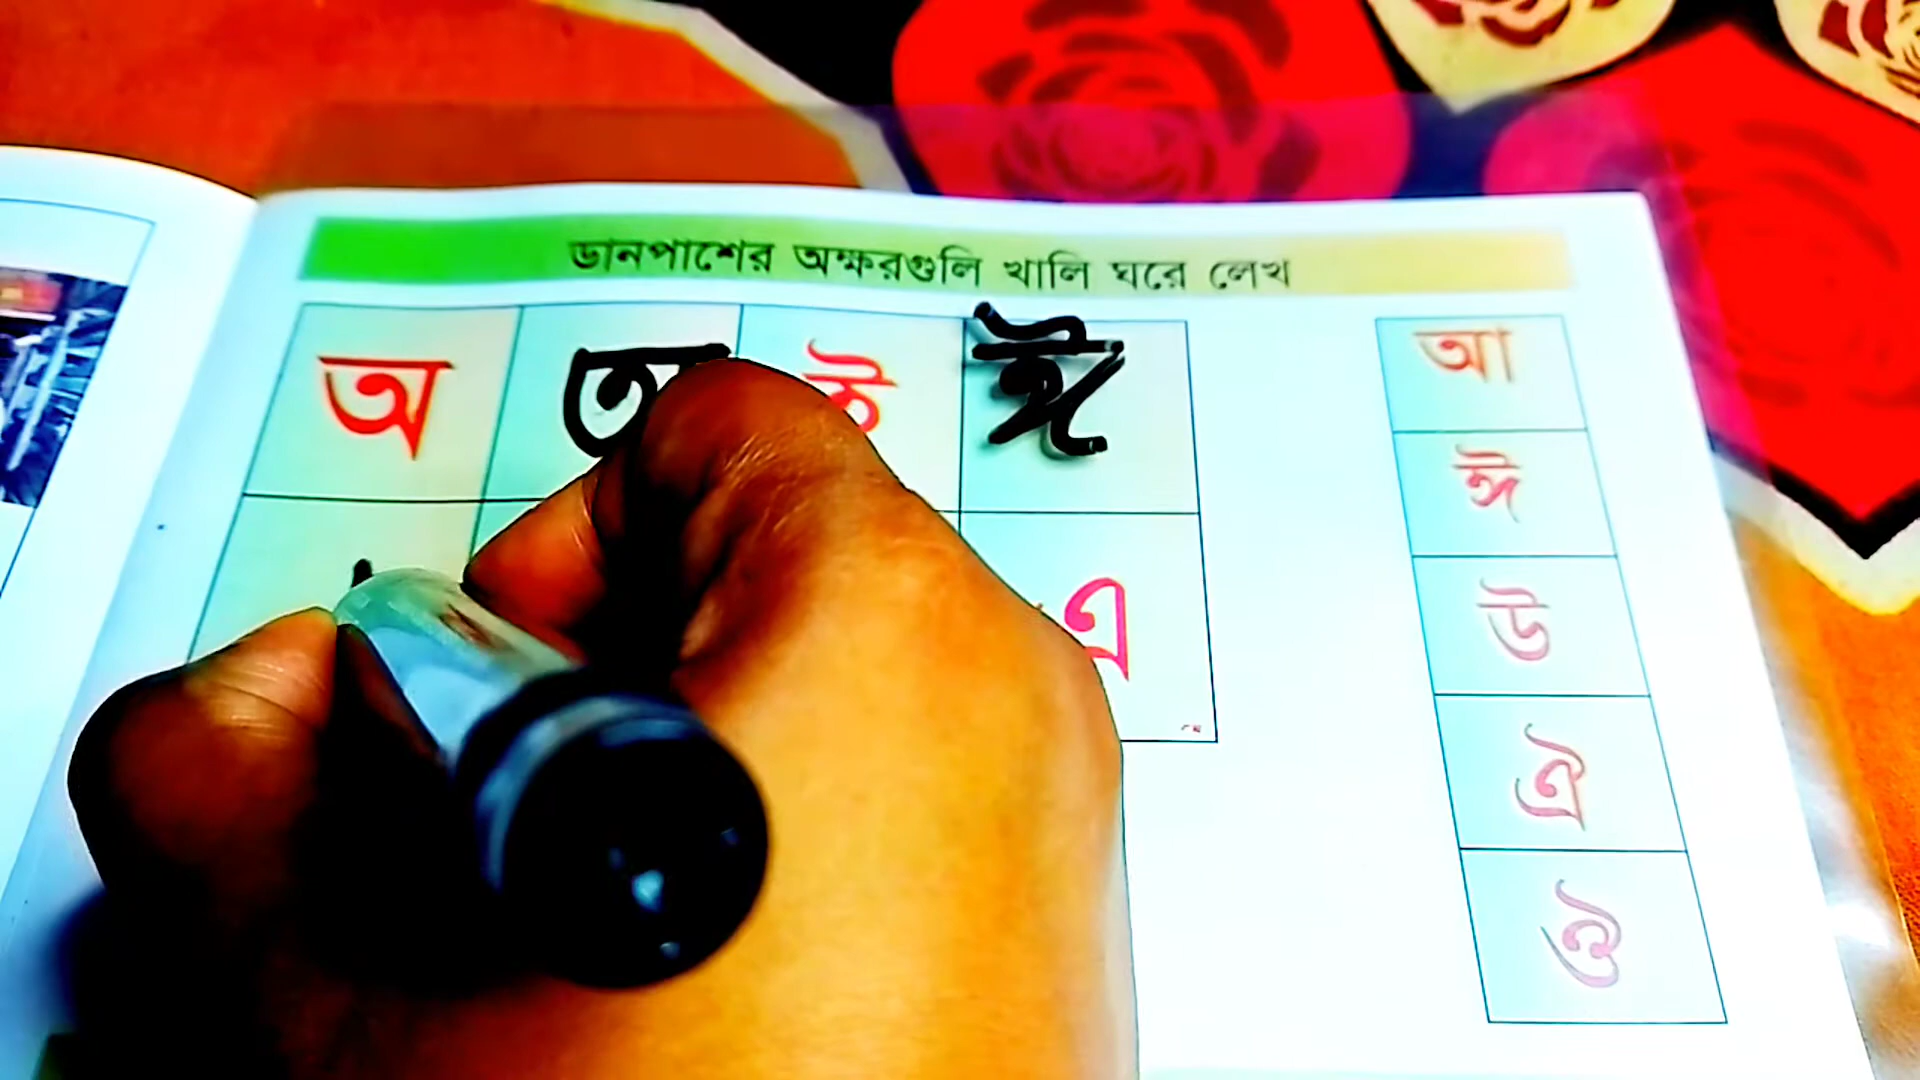 ডানপাশের অক্ষরগুলি খালি ঘরে লেখ
অ ই ঈ
এ
আ
ঈ
উ
ঐ
ঔ